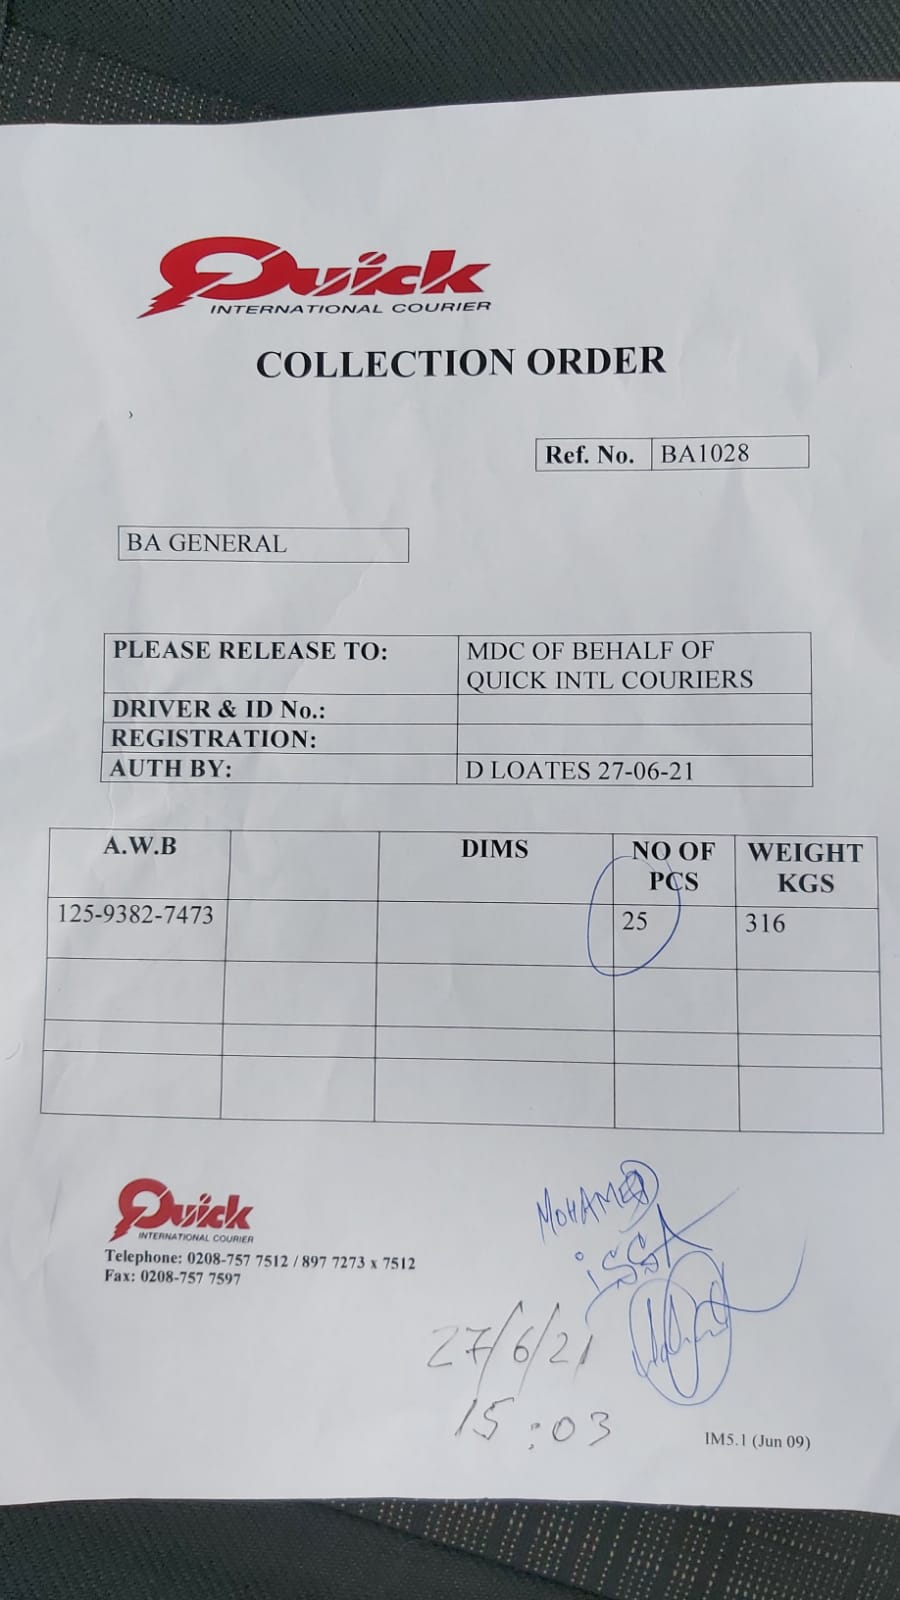 Quick
INTERNATIONAL COURIER
COLLECTION ORDER
Ref. No. BA1028
BA GENERAL
PLEASE RELEASE TO: MDC OF BEHALF OF
QUICK INTL COURIERS
DRIVER & ID No.:
REGISTRATION:
AUTH BY: D LOATES 27-06-21
A.W.B DIMS NO OF PCS WEIGHT KGS
125-9382-7473 25 316
Quick
INTERNATIONAL COURIER
Telephone: 0208-757 7512 / 897 7273 x 7512
Fax: 0208-757 7597
MOHAMED
ISSA
27/6/21
15:03
IM5.1 (Jun 09)